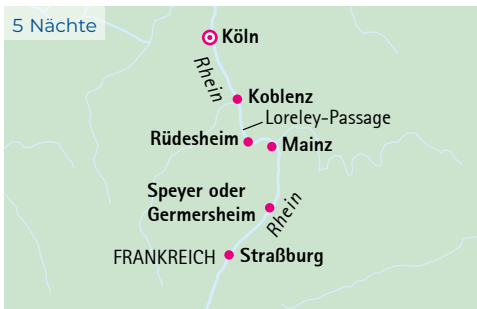 5 Nächte
Köln
Rhein
Koblenz
Loreley-Passage
Rüdesheim
Mainz
Speyer oder
Germersheim
Rhein
FRANKREICH
Straßburg